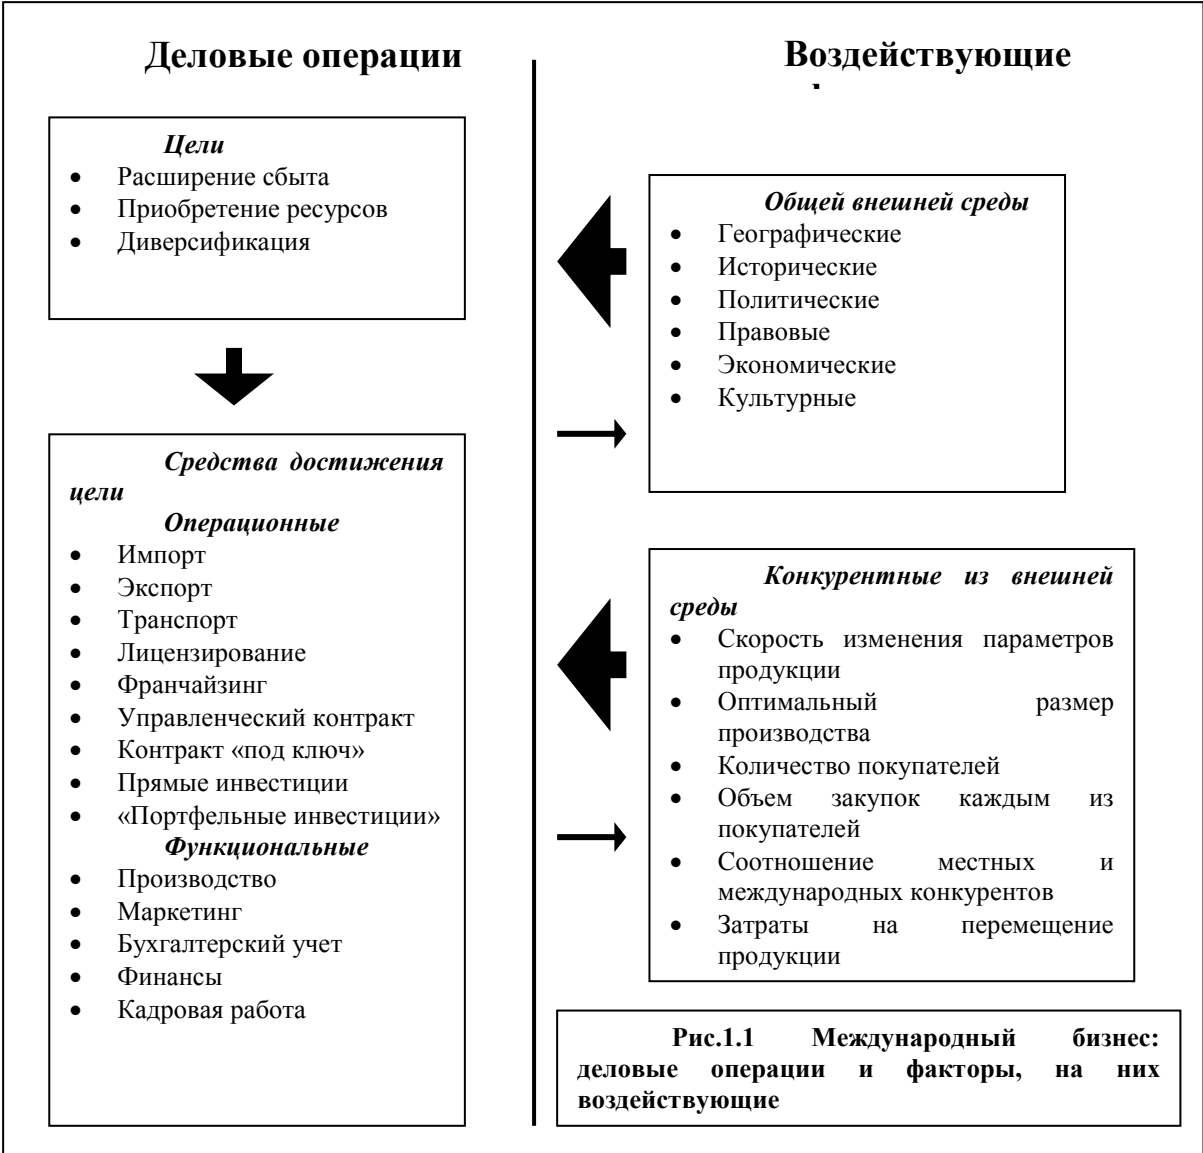 Деловые операции
Цели
• Расширение сбыта
• Приобретение ресурсов
• Диверсификация
Средства достижения
цели
Операционные
• Импорт
• Экспорт
• Транспорт
• Лицензирование
• Франчайзинг
• Управленческий контракт
• Контракт «под ключ»
• Прямые инвестиции
• «Портфельные инвестиции»
Функциональные
• Производство
• Маркетинг
• Бухгалтерский учет
• Финансы
• Кадровая работа
Воздействующие
Общей внешней среды
• Географические
• Исторические
• Политические
• Правовые
• Экономические
• Культурные
Конкурентные из внешней
среды
• Скорость изменения параметров
продукции
• Оптимальный размер
производства
• Количество покупателей
• Объем закупок каждым из
покупателей
• Соотношение местных и
международных конкурентов
• Затраты на перемещение
продукции
Рис.1.1 Международный бизнес:
деловые операции и факторы, на них
воздействующие